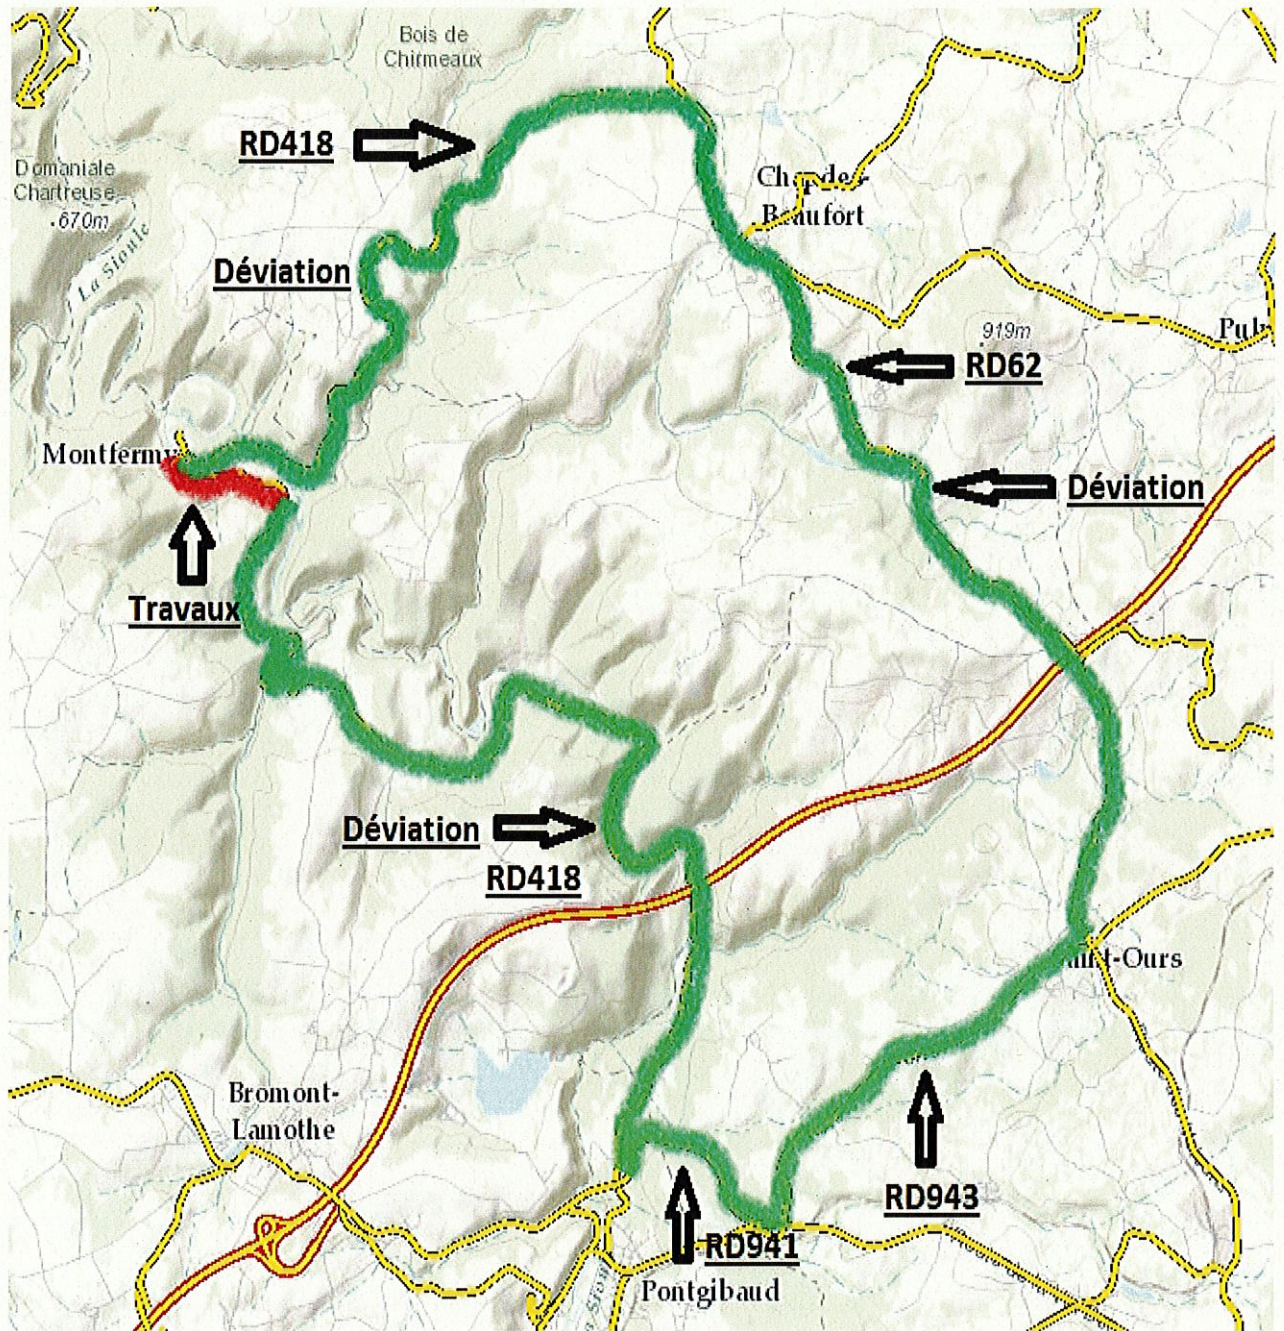 Bois de
Chirmeaux
RD418
Domaniale
Chartreuse
.670m
La Sioule
Chapdes-
Beaufort
Déviation
919m
RD62
Montfermy
Déviation
Travaux
Déviation
RD418
Bromont-
Lamothe
RD943
RD941
Pontgibaud